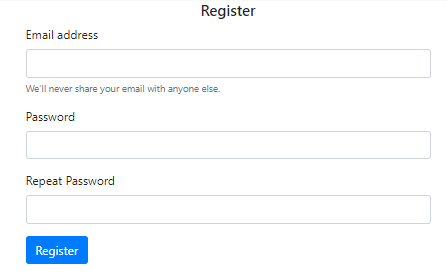 Register
Email address
We'll never share your email with anyone else.
Password
Repeat Password
Register